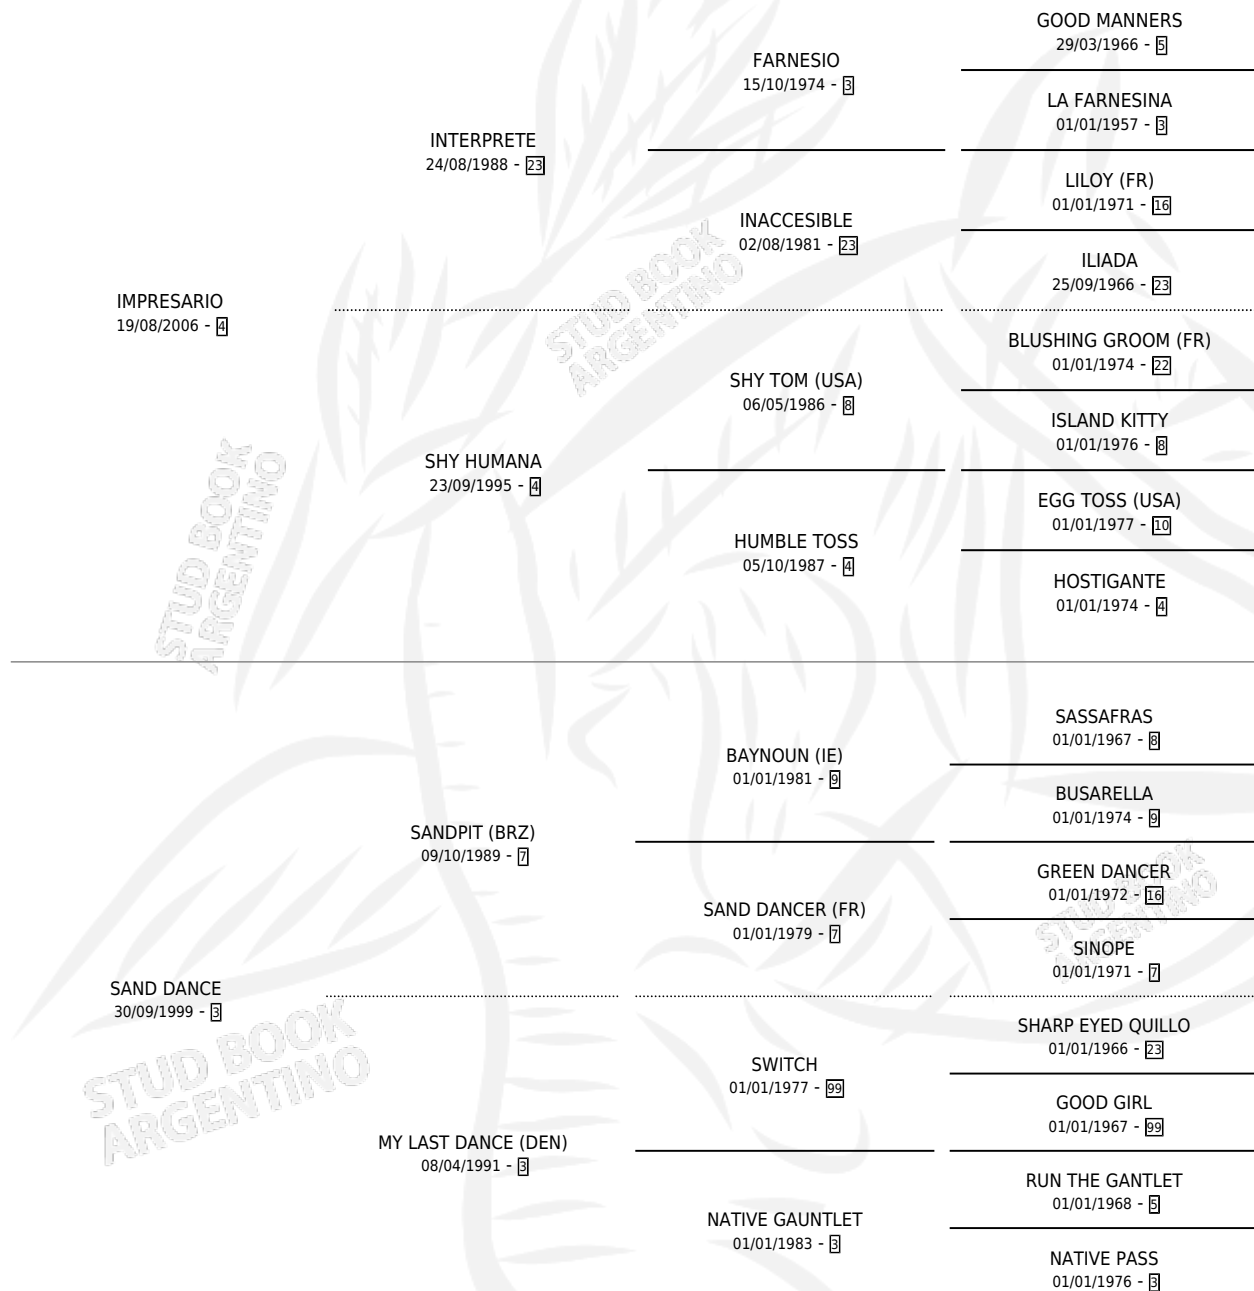 GOOD MANNERS
29/03/1966 - 5
FARNESIO
15/10/1974 - 3
LA FARNESINA
01/01/1957 - 3
INTERPRETE
24/08/1988 - 23
LILOY (FR)
01/01/1971 - 16
INACCESIBLE
02/08/1981 - 23
ILIADA
25/09/1966 - 23
IMPRESARIO
19/08/2006 - 4
BLUSHING GROOM (FR)
01/01/1974 - 22
SHY TOM (USA)
06/05/1986 - 8
ISLAND KITTY
01/01/1976 - 8
SHY HUMANA
23/09/1995 - 4
EGG TOSS (USA)
01/01/1977 - 10
HUMBLE TOSS
05/10/1987 - 4
HOSTIGANTE
01/01/1974 - 4
SASSAFRAS
01/01/1967 - 8
BAYNOUN (IE)
01/01/1981 - 9
BUSARELLA
01/01/1974 - 9
SANDPIT (BRZ)
09/10/1989 - 7
GREEN DANCER
01/01/1972 - 16
SAND DANCER (FR)
01/01/1979 - 7
SINOPE
01/01/1971 - 7
SAND DANCE
30/09/1999 - 3
SHARP EYED QUILLO
01/01/1966 - 23
SWITCH
01/01/1977 - 99
GOOD GIRL
01/01/1967 - 99
MY LAST DANCE (DEN)
08/04/1991 - 3
RUN THE GANTLET
01/01/1968 - 5
NATIVE GAUNTLET
01/01/1983 - 3
NATIVE PASS
01/01/1976 - 3
STUD BOOK
ARGENTINO
STUD BOOK
ARGENTINO
STUD BOOK
ARGENTINO
STUD BOOK
ARGENTINO